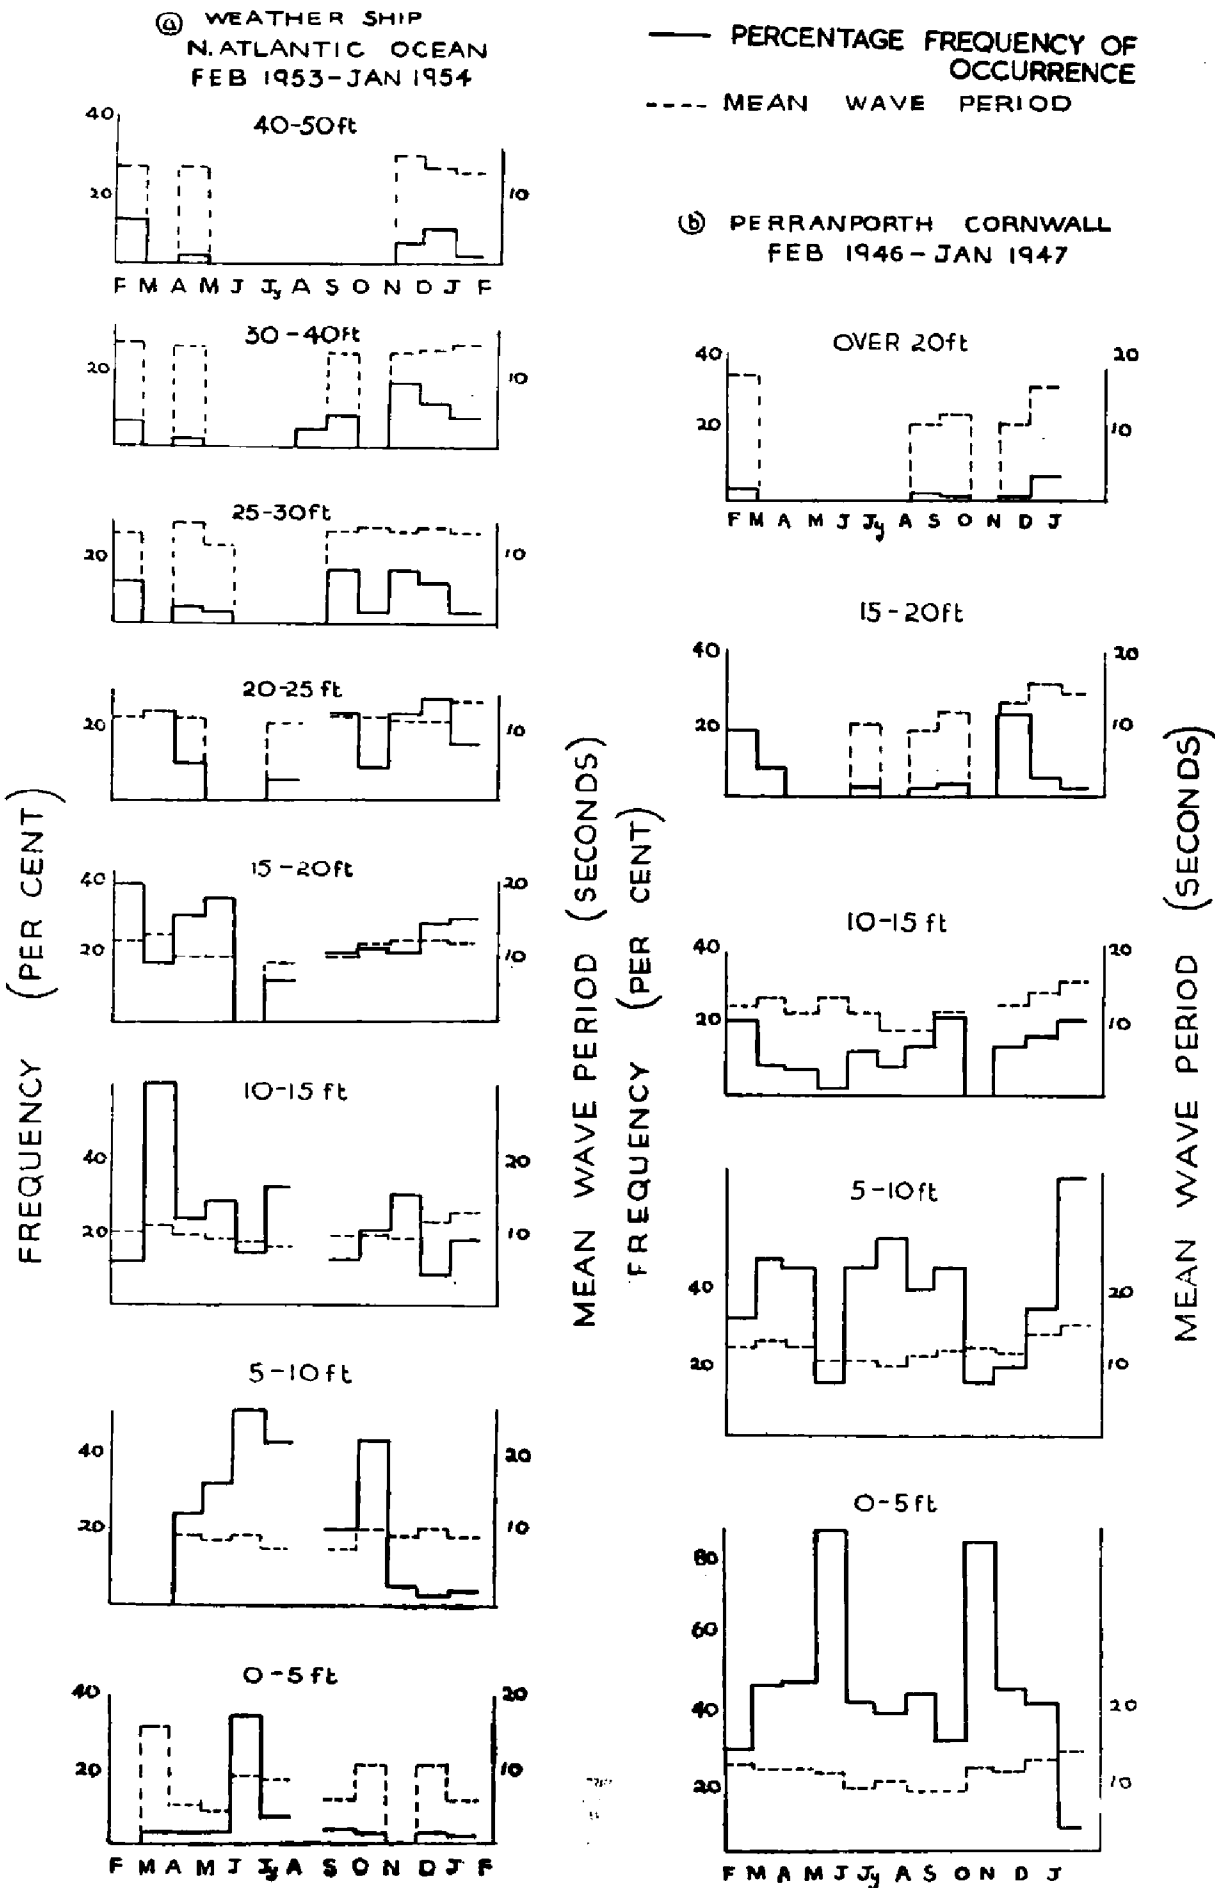 ⓐ WEATHER SHIP
N. ATLANTIC OCEAN
FEB 1953–JAN 1954
40-50ft
40
20
10
F M A M J Jy A S O N D J F
30-40ft
20
10
25-30ft
20
10
20-25 ft
20
10
15-20ft
40
20
20
10
10-15 ft
40
20
20
10
5-10ft
40
20
20
10
0-5ft
40
20
20
10
F M A M J Jy A S O N D J F
FREQUENCY (PER CENT)
MEAN WAVE PERIOD (SECONDS)
PERCENTAGE FREQUENCY OF
OCCURRENCE
MEAN WAVE PERIOD
ⓑ PERRANPORTH CORNWALL
FEB 1946–JAN 1947
OVER 20ft
40
20
20
10
F M A M J Jy A S O N D J
15-20ft
40
20
20
10
10-15 ft
40
20
20
10
5-10ft
40
20
20
10
0-5ft
80
60
40
20
20
10
F M A M J Jy A S O N D J
FREQUENCY (PER CENT)
MEAN WAVE PERIOD (SECONDS)